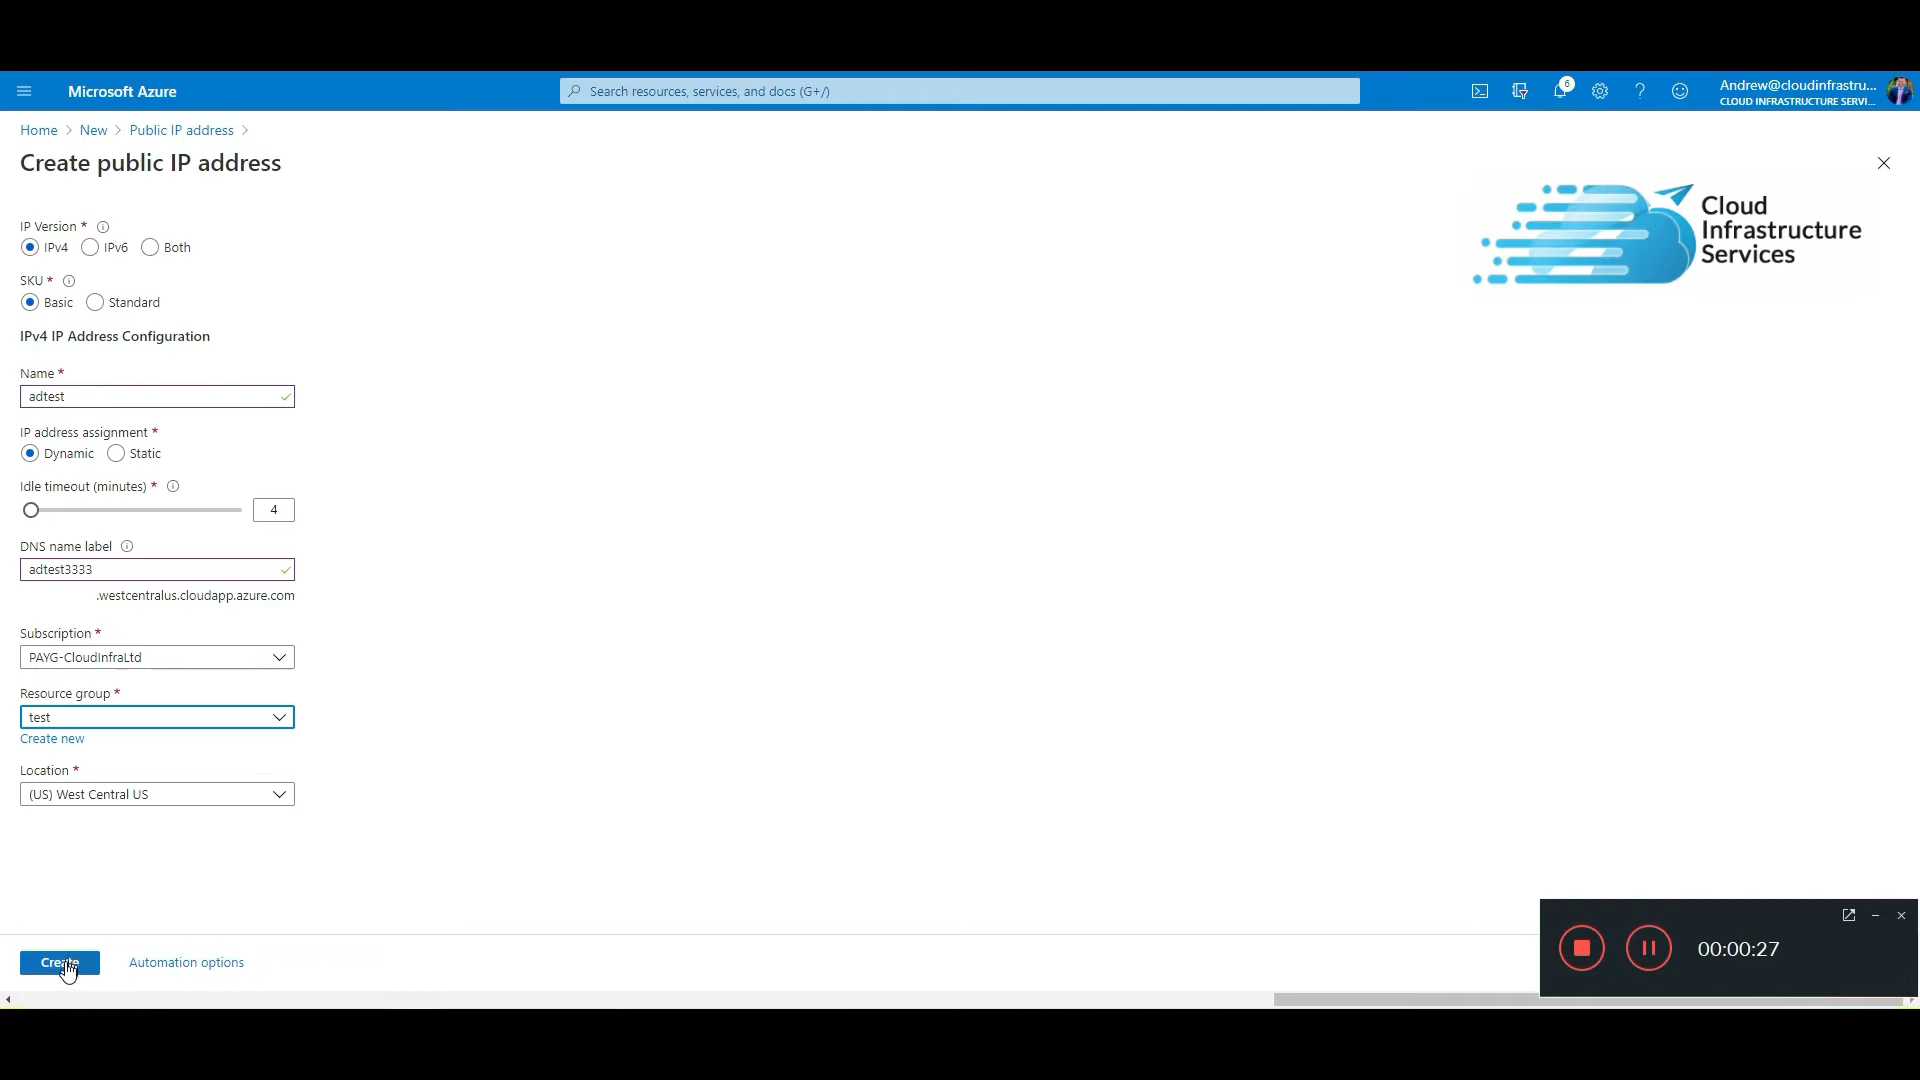 Microsoft Azure
Search resources, services, and docs (G+/)
6
Andrew@cloudinfrastru...
CLOUD INFRASTRUCTURE SERVI...
Home > New > Public IP address >
Create public IP address
Cloud
Infrastructure
Services
IP Version *
IPv4 IPv6 Both
SKU *
Basic Standard
IPv4 IP Address Configuration
Name *
adtest
IP address assignment *
Dynamic Static
Idle timeout (minutes) *
4
DNS name label
adtest3333
.westcentralus.cloudapp.azure.com
Subscription *
PAYG-CloudInfraLtd
Resource group *
test
Create new
Location *
(US) West Central US
Create
Automation options
00:00:27